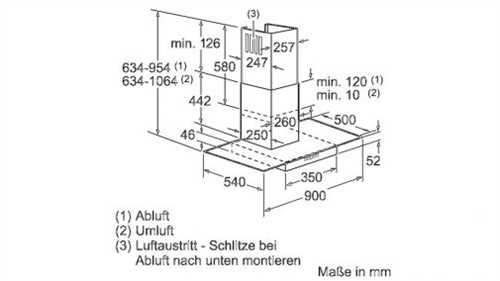 (3)
min. 126
257
580
247
634-954 (1)
634-1064 (2)
min. 120 (1)
min. 10 (2)
442
500
260
250
46
52
540
350
900
(1) Abluft
(2) Umluft
(3) Luftaustritt - Schlitze bei
Abluft nach unten montieren
Maße in mm